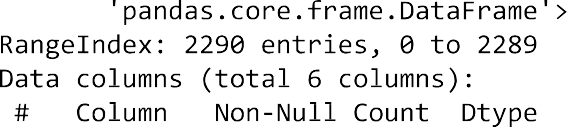 'pandas.core.frame.DataFrame'>
RangeIndex: 2290 entries, 0 to 2289
Data columns (total 6 columns):
#   Column   Non-Null Count  Dtype